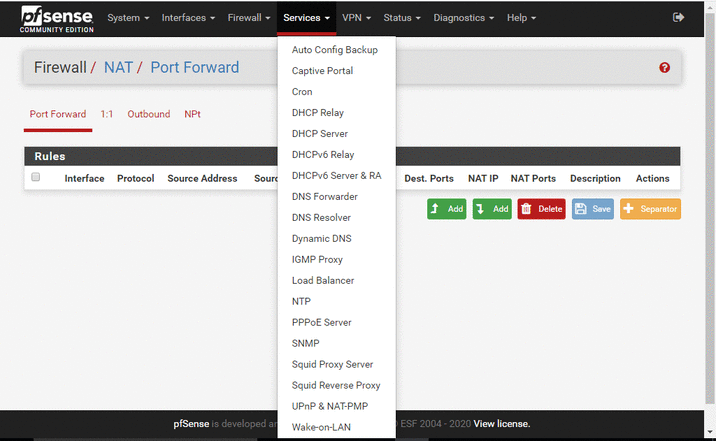 pfsense
COMMUNITY EDITION
System Interfaces Firewall Services VPN Status Diagnostics Help
Auto Config Backup
Captive Portal
Cron
DHCP Relay
DHCP Server
DHCPv6 Relay
DHCPv6 Server & RA
DNS Forwarder
DNS Resolver
Dynamic DNS
IGMP Proxy
Load Balancer
NTP
PPPoE Server
SNMP
Squid Proxy Server
Squid Reverse Proxy
UPnP & NAT-PMP
Wake-on-LAN
Firewall / NAT / Port Forward
Port Forward 1:1 Outbound NPt
Rules
Interface Protocol Source Address Dest. Ports NAT IP NAT Ports Description Actions
Add Add Delete Save Separator
pfSense is developed ESF 2004 - 2020 View license.